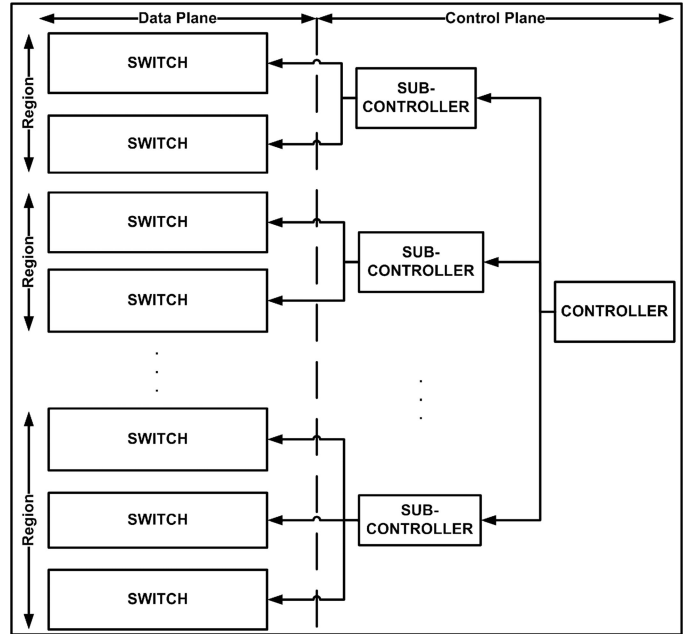 Data Plane
Control Plane
Region
SWITCH
SWITCH
SUB-
CONTROLLER
Region
SWITCH
SWITCH
SUB-
CONTROLLER
CONTROLLER
. . .
. . .
Region
SWITCH
SWITCH
SWITCH
SUB-
CONTROLLER